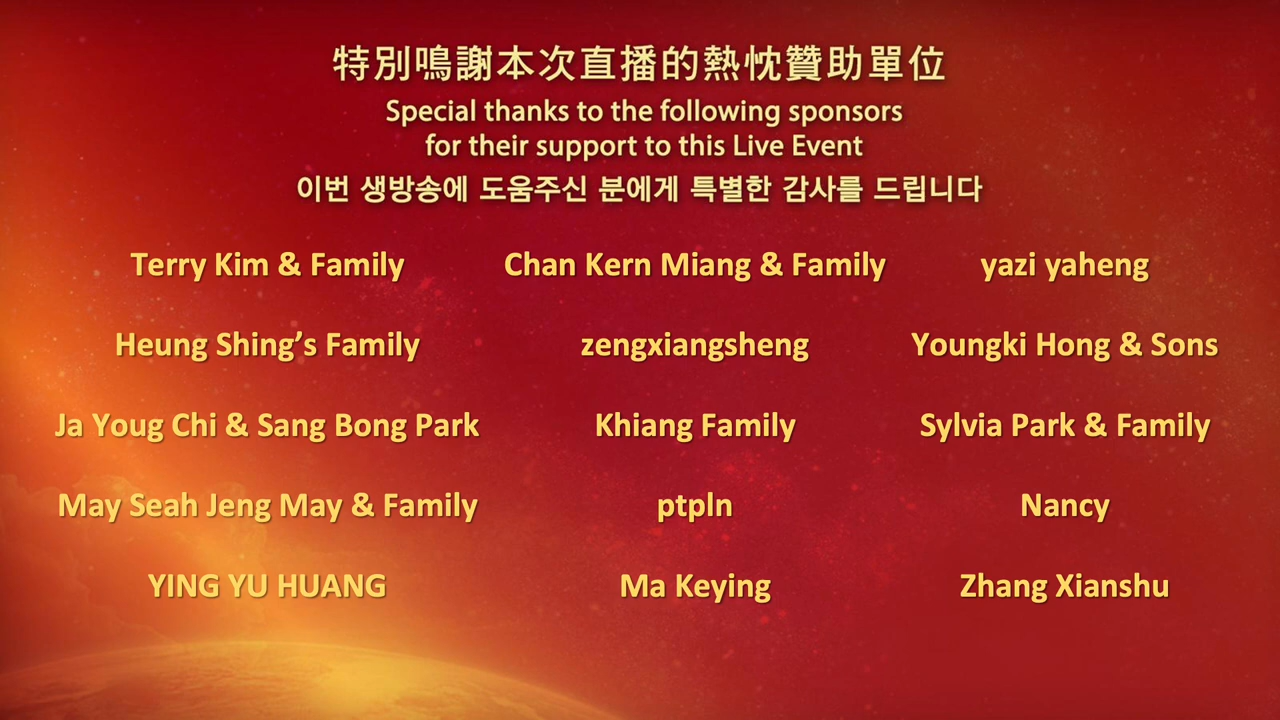 特別鳴謝本次直播的熱忱贊助單位
Special thanks to the following sponsors
for their support to this Live Event
이번 생방송에 도움주신 분에게 특별한 감사를 드립니다
Terry Kim & Family Chan Kern Miang & Family yazi yaheng
Heung Shing’s Family zengxiangsheng Youngki Hong & Sons
Ja Youg Chi & Sang Bong Park Khiang Family Sylvia Park & Family
May Seah Jeng May & Family ptpln Nancy
YING YU HUANG Ma Keying Zhang Xianshu